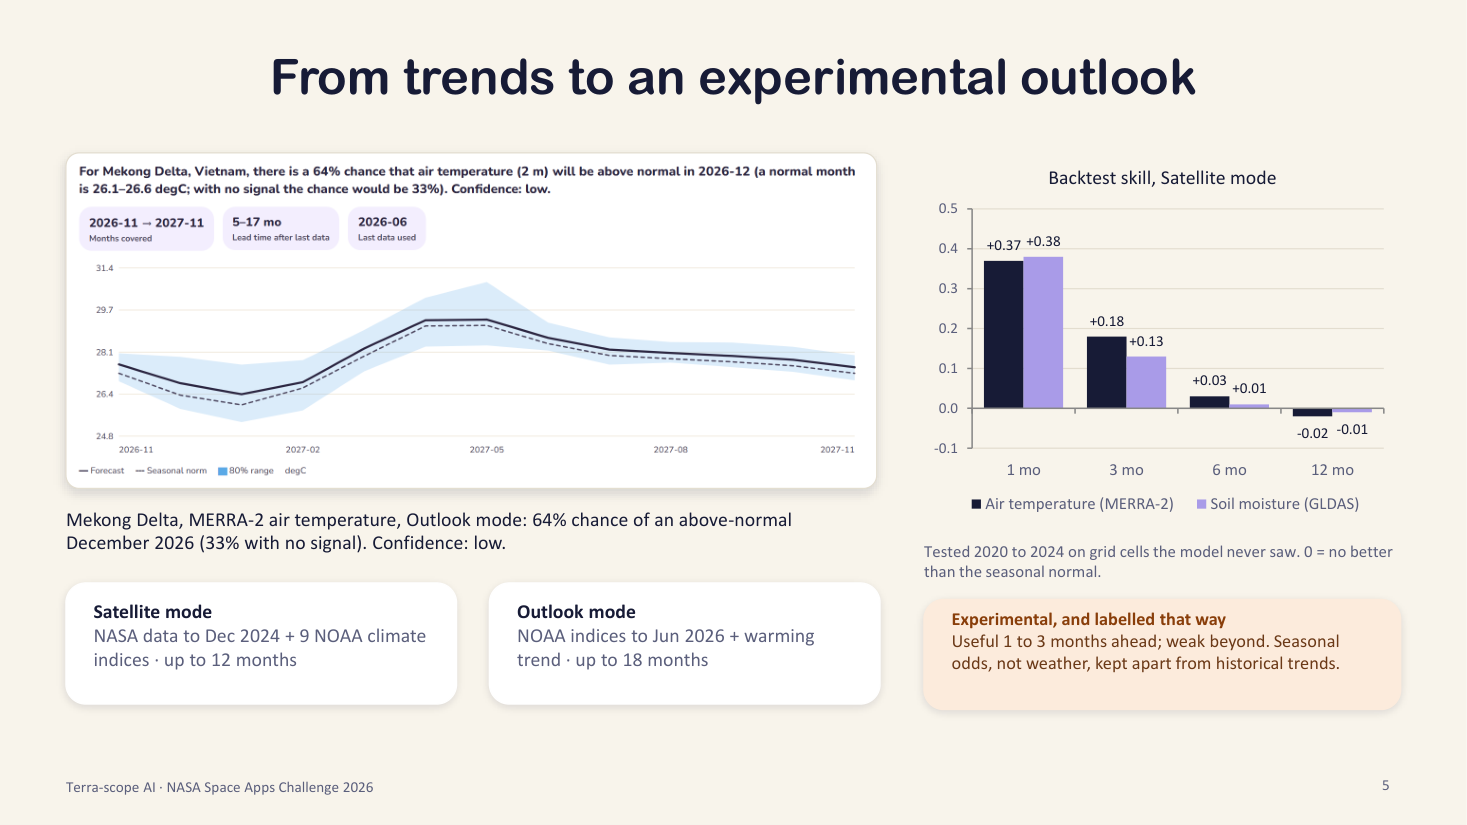 From trends to an experimental outlook
For Mekong Delta, Vietnam, there is a 64% chance that air temperature (2 m) will be above normal in 2026-12 (a normal month
is 26.1–26.6 degC; with no signal the chance would be 33%). Confidence: low.
2026-11 → 2027-11
Months covered
5–17 mo
Lead time after last data
2026-06
Last data used
31.4
29.7
28.1
26.4
24.8
2026-11
2027-02
2027-05
2027-08
2027-11
Forecast
Seasonal norm
80% range
degC
Mekong Delta, MERRA-2 air temperature, Outlook mode: 64% chance of an above-normal
December 2026 (33% with no signal). Confidence: low.
Satellite mode
NASA data to Dec 2024 + 9 NOAA climate
indices · up to 12 months
Outlook mode
NOAA indices to Jun 2026 + warming
trend · up to 18 months
Backtest skill, Satellite mode
0.5
0.4
0.3
0.2
0.1
0.0
-0.1
+0.37 +0.38
+0.18
+0.13
+0.03
+0.01
-0.02
-0.01
1 mo
3 mo
6 mo
12 mo
Air temperature (MERRA-2)
Soil moisture (GLDAS)
Tested 2020 to 2024 on grid cells the model never saw. 0 = no better
than the seasonal normal.
Experimental, and labelled that way
Useful 1 to 3 months ahead; weak beyond. Seasonal
odds, not weather, kept apart from historical trends.
Terra-scope AI · NASA Space Apps Challenge 2026
5